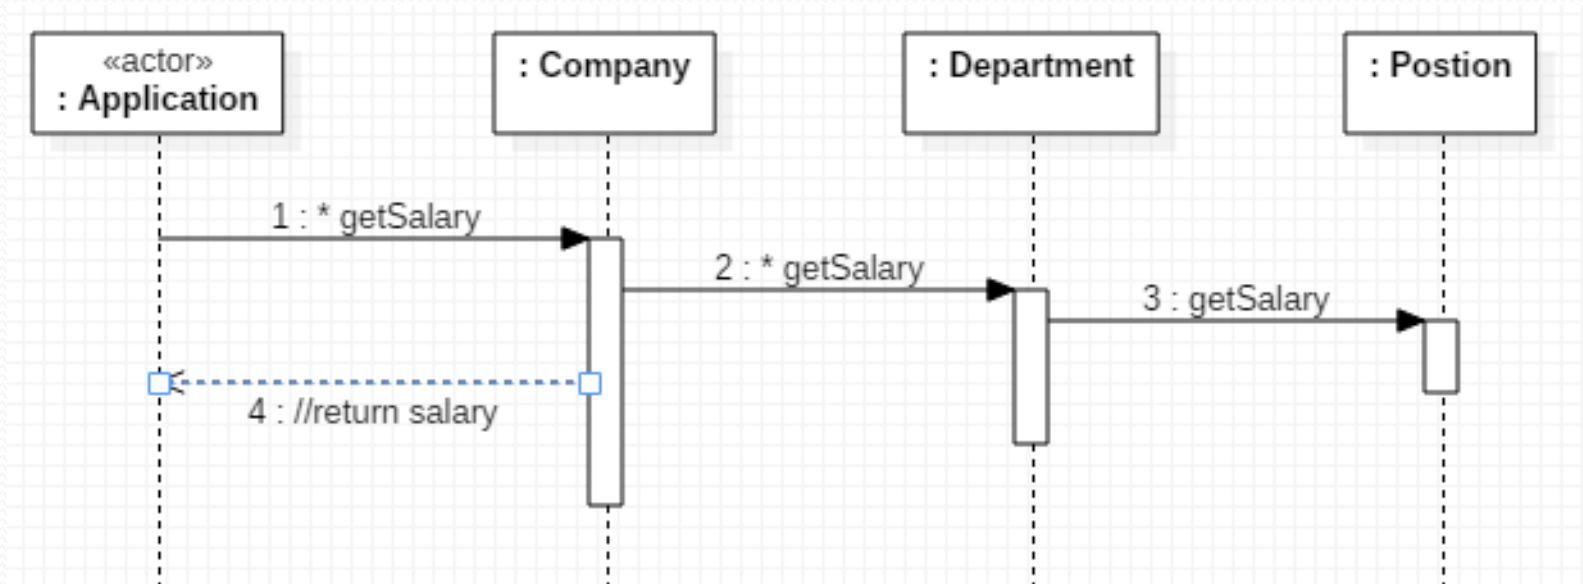 «actor»
: Application
: Company
: Department
: Postion
1 : * getSalary
2 : * getSalary
3 : getSalary
4 : //return salary